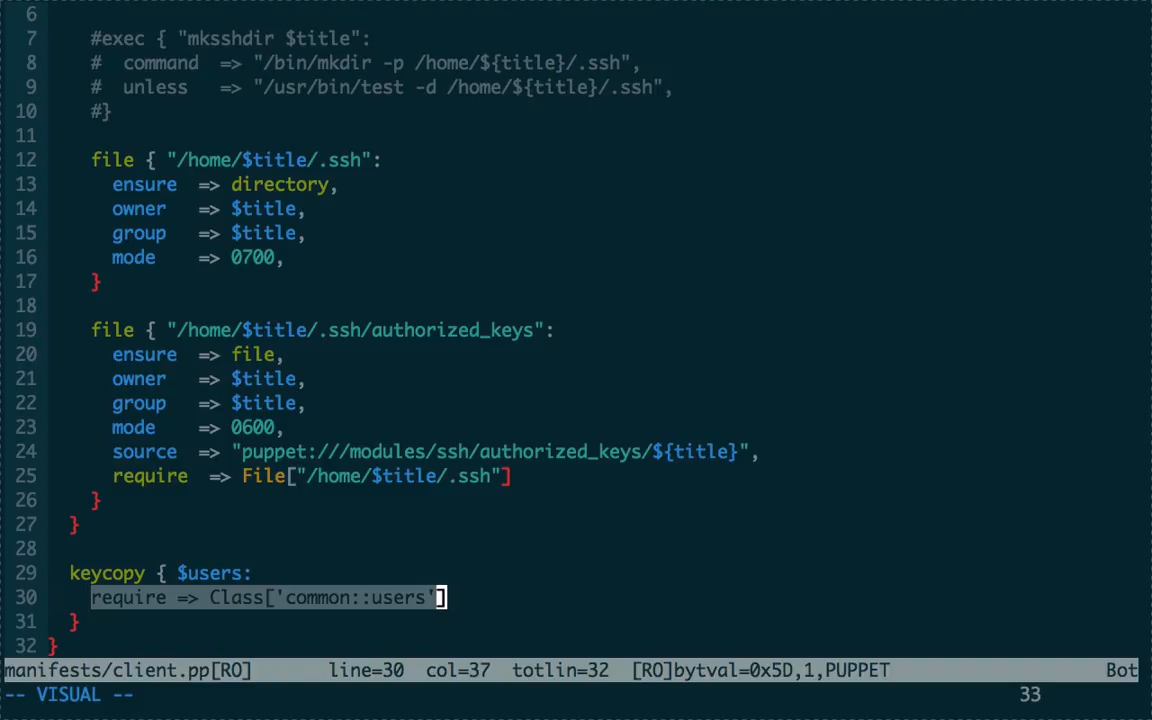 6
7     #exec { "mksshdir $title":
8     #  command  => "/bin/mkdir -p /home/${title}/.ssh",
9     #  unless   => "/usr/bin/test -d /home/${title}/.ssh",
10     #}
11
12     file { "/home/$title/.ssh":
13       ensure  => directory,
14       owner   => $title,
15       group   => $title,
16       mode    => 0700,
17     }
18
19     file { "/home/$title/.ssh/authorized_keys":
20       ensure  => file,
21       owner   => $title,
22       group   => $title,
23       mode    => 0600,
24       source  => "puppet:///modules/ssh/authorized_keys/${title}",
25       require  => File["/home/$title/.ssh"]
26     }
27   }
28
29   keycopy { $users:
30     require => Class['common::users']
31   }
32 }
manifests/client.pp[RO]       line=30  col=37  totlin=32  [RO]bytval=0x5D,1,PUPPET                    Bot
-- VISUAL --                                                                                   33